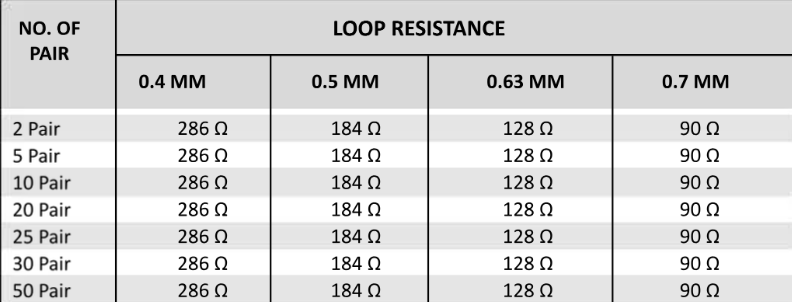 NO. OF PAIR LOOP RESISTANCE
0.4 MM 0.5 MM 0.63 MM 0.7 MM
2 Pair 286 Ω 184 Ω 128 Ω 90 Ω
5 Pair 286 Ω 184 Ω 128 Ω 90 Ω
10 Pair 286 Ω 184 Ω 128 Ω 90 Ω
20 Pair 286 Ω 184 Ω 128 Ω 90 Ω
25 Pair 286 Ω 184 Ω 128 Ω 90 Ω
30 Pair 286 Ω 184 Ω 128 Ω 90 Ω
50 Pair 286 Ω 184 Ω 128 Ω 90 Ω